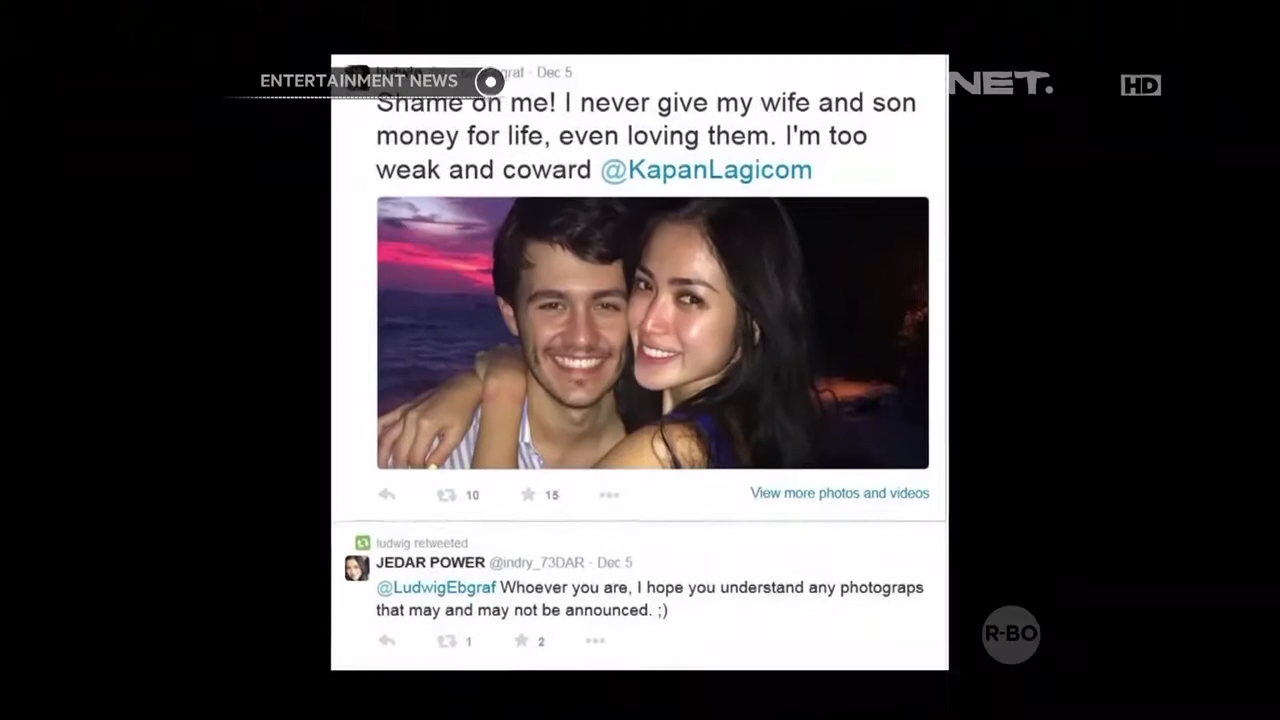 ENTERTAINMENT NEWS
NET.
HD
graf · Dec 5
Shame on me! I never give my wife and son
money for life, even loving them. I'm too
weak and coward @KapanLagicom
10
15
View more photos and videos
ludwig retweeted
JEDAR POWER @indry_73DAR · Dec 5
@LudwigEbgraf Whoever you are, I hope you understand any photograps
that may and may not be announced. ;)
1
2
R-BO